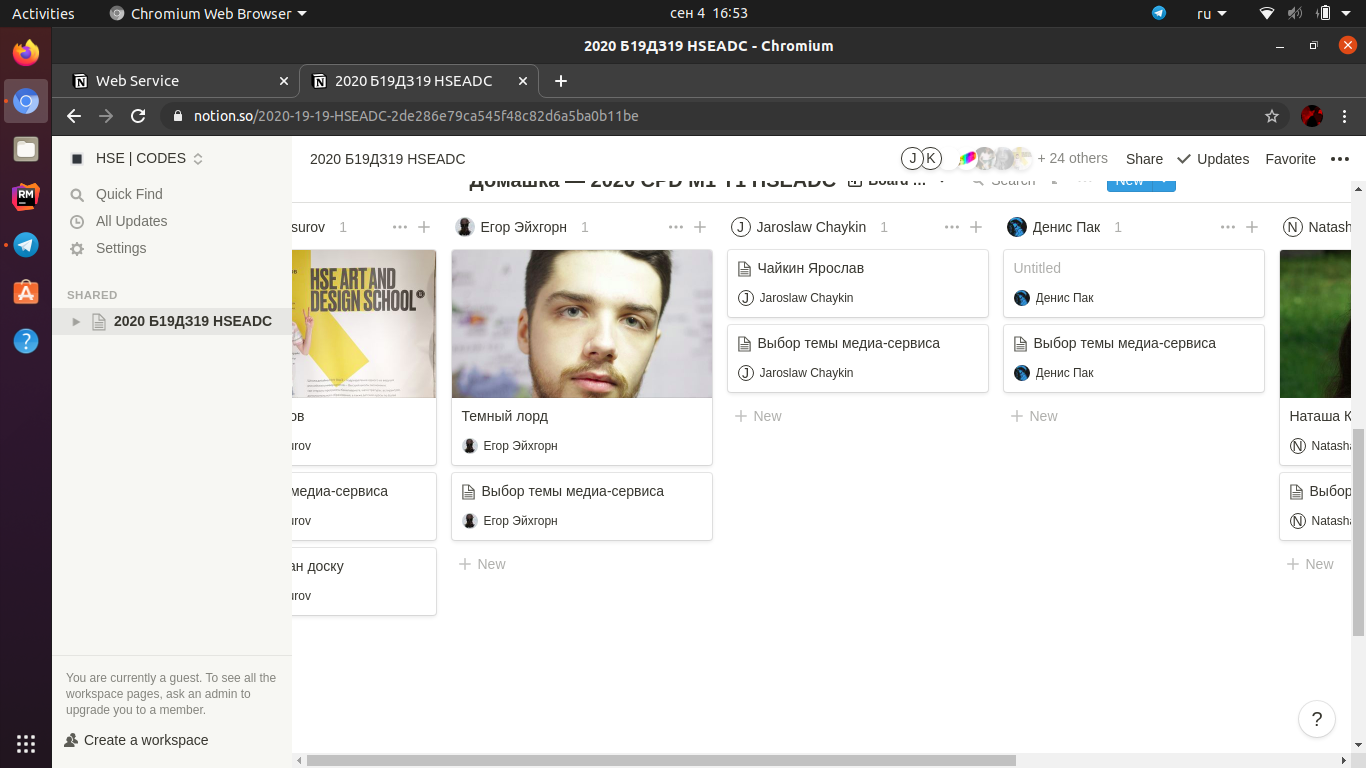 Activities
Chromium Web Browser
сен 4 16:53
ru
2020 Б19ДЗ19 HSEADC - Chromium
Web Service
2020 Б19ДЗ19 HSEADC
notion.so/2020-19-19-HSEADC-2de286e79ca545f48c82d6a5ba0b11be
HSE | CODES
Quick Find
All Updates
Settings
SHARED
2020 Б19ДЗ19 HSEADC
You are currently a guest. To see all the
workspace pages, ask an admin to
upgrade you to a member.
Create a workspace
2020 Б19ДЗ19 HSEADC
J K
+ 24 others
Share
Updates
Favorite
Домашка — 2020 CPD M1 T1 HSEADC
Board ...
Search
New
surov 1
HSE ART AND
DESIGN SCHOOL
ов
urov
медиа-сервиса
urov
ан доску
urov
Егор Эйхгорн 1
Темный лорд
Егор Эйхгорн
Выбор темы медиа-сервиса
Егор Эйхгорн
New
J Jaroslaw Chaykin 1
Чайкин Ярослав
J Jaroslaw Chaykin
Выбор темы медиа-сервиса
J Jaroslaw Chaykin
New
Денис Пак 1
Untitled
Денис Пак
Выбор темы медиа-сервиса
Денис Пак
New
N Natash
Наташа К
N Natasha
Выбор
N Natasha
New
?